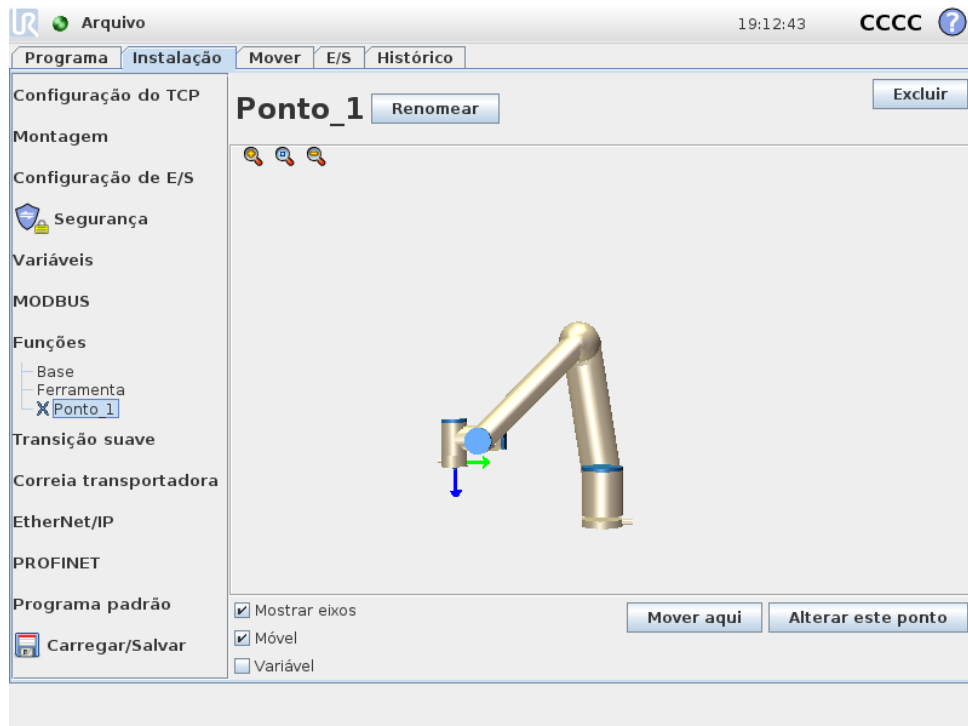 UR Arquivo 19:12:43 CCCC ?
Programa Instalação Mover E/S Histórico
Configuração do TCP
Montagem
Configuração de E/S
Segurança
Variáveis
MODBUS
Funções
Base
Ferramenta
Ponto_1
Transição suave
Correia transportadora
EtherNet/IP
PROFINET
Programa padrão
Carregar/Salvar
Ponto_1 Renomear Excluir
Mostrar eixos
Móvel
Variável
Mover aqui Alterar este ponto